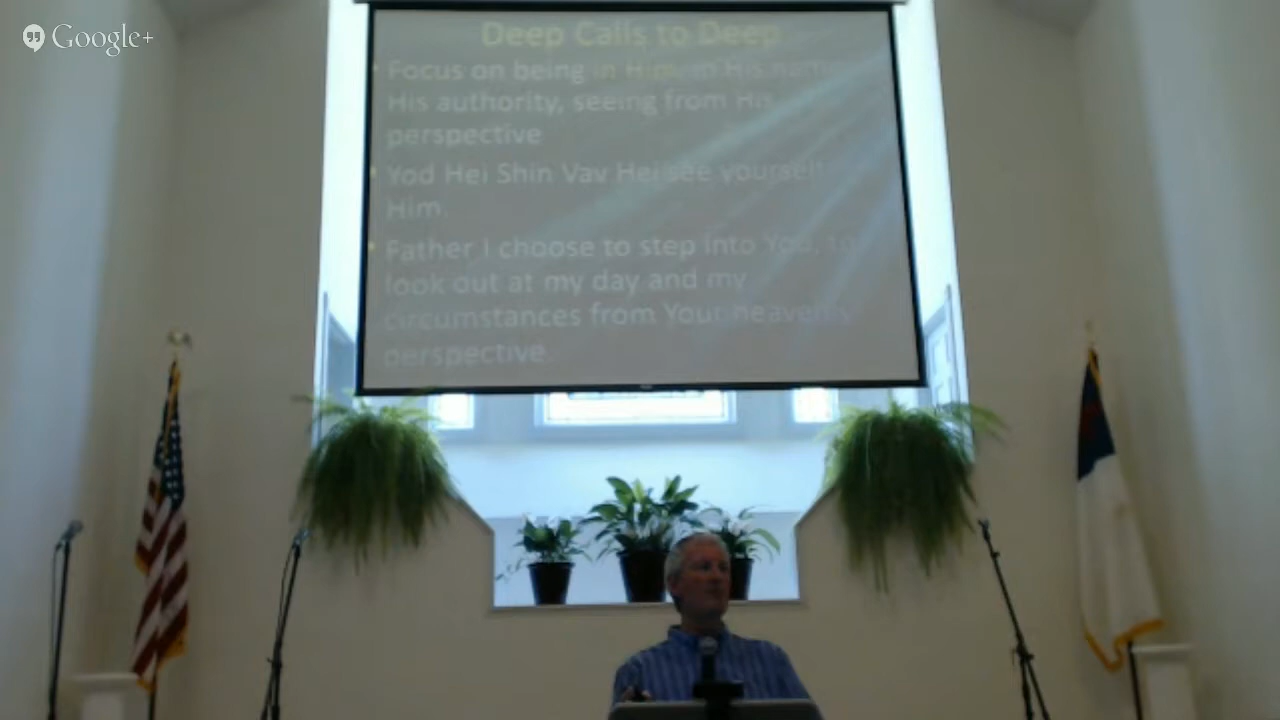 Google+
Deep Calls to Deep
Focus on being in Him, in His name
His authority, seeing from His
perspective
Yod Hei Shin Vav Hei see yourself
Him.
Father I choose to step into You, to
look out at my day and my
circumstances from Your heavenly
perspective